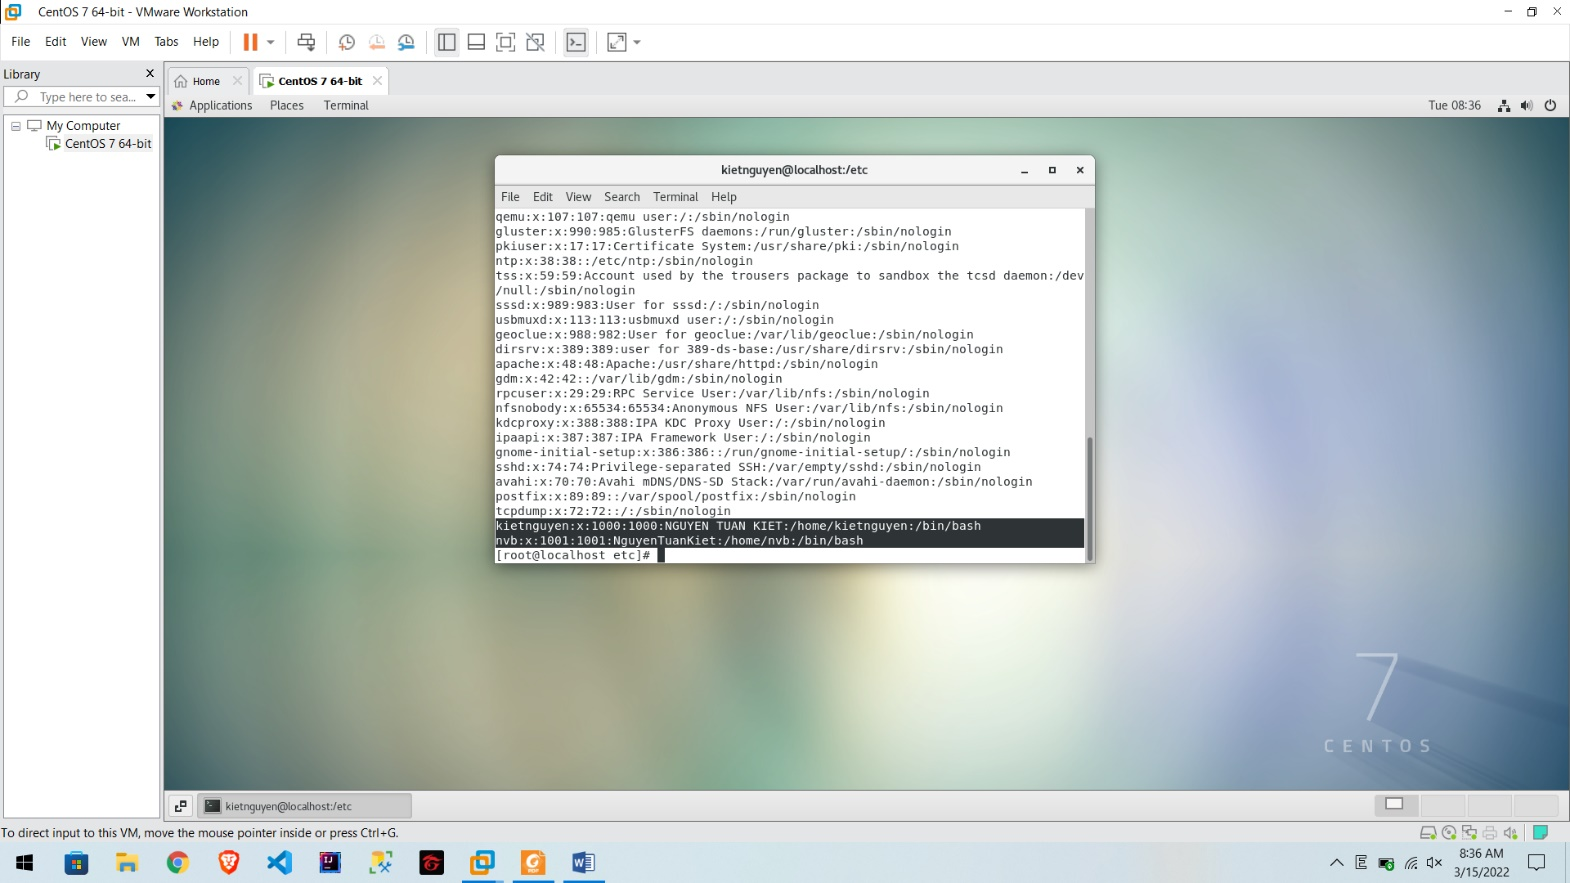 CentOS 7 64-bit - VMware Workstation
File Edit View VM Tabs Help
Library
Type here to sea...
My Computer
CentOS 7 64-bit
Home
CentOS 7 64-bit
Applications Places Terminal
Tue 08:36
kietnguyen@localhost:/etc
File Edit View Search Terminal Help
qemu:x:107:107:qemu user:/:/sbin/nologin
gluster:x:990:985:GlusterFS daemons:/run/gluster:/sbin/nologin
pkiuser:x:17:17:Certificate System:/usr/share/pki:/sbin/nologin
ntp:x:38:38::/etc/ntp:/sbin/nologin
tss:x:59:59:Account used by the trousers package to sandbox the tcsd daemon:/dev
/null:/sbin/nologin
sssd:x:989:983:User for sssd:/:/sbin/nologin
usbmuxd:x:113:113:usbmuxd user:/:/sbin/nologin
geoclue:x:988:982:User for geoclue:/var/lib/geoclue:/sbin/nologin
dirsrv:x:389:389:user for 389-ds-base:/usr/share/dirsrv:/sbin/nologin
apache:x:48:48:Apache:/usr/share/httpd:/sbin/nologin
gdm:x:42:42::/var/lib/gdm:/sbin/nologin
rpcuser:x:29:29:RPC Service User:/var/lib/nfs:/sbin/nologin
nfsnobody:x:65534:65534:Anonymous NFS User:/var/lib/nfs:/sbin/nologin
kdcproxy:x:388:388:IPA KDC Proxy User:/:/sbin/nologin
ipaapi:x:387:387:IPA Framework User:/:/sbin/nologin
gnome-initial-setup:x:386:386::/run/gnome-initial-setup/:/sbin/nologin
sshd:x:74:74:Privilege-separated SSH:/var/empty/sshd:/sbin/nologin
avahi:x:70:70:Avahi mDNS/DNS-SD Stack:/var/run/avahi-daemon:/sbin/nologin
postfix:x:89:89::/var/spool/postfix:/sbin/nologin
tcpdump:x:72:72::/:/sbin/nologin
kietnguyen:x:1000:1000:NGUYEN TUAN KIET:/home/kietnguyen:/bin/bash
nvb:x:1001:1001:NguyenTuanKiet:/home/nvb:/bin/bash
[root@localhost etc]#
7
CENTOS
kietnguyen@localhost:/etc
To direct input to this VM, move the mouse pointer inside or press Ctrl+G.
8:36 AM
3/15/2022